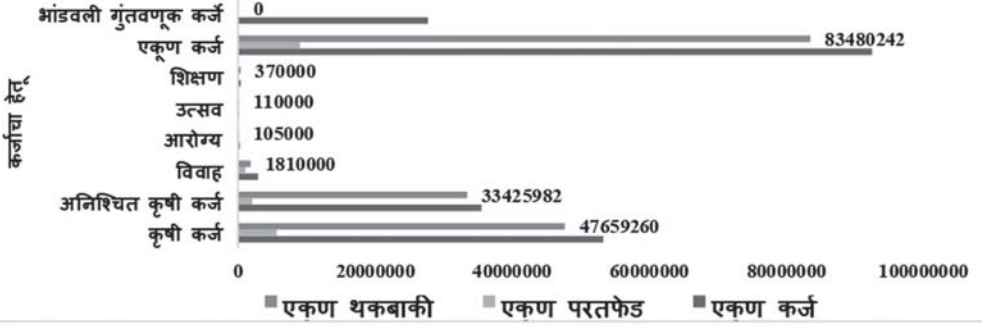 भांडवली गुंतवणूक कर्जे 0
एकूण कर्ज 83480242
शिक्षण 370000
उत्सव 110000
आरोग्य 105000
विवाह 1810000
अनिश्चित कृषी कर्ज 33425982
कृषी कर्ज 47659260
कर्जाचा हेतू
0 20000000 40000000 60000000 80000000 100000000
एकुण थकबाकी एकुण परतफेड एकुण कर्ज